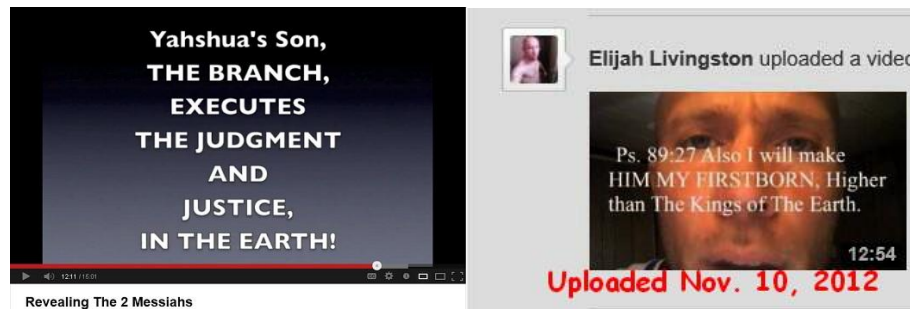 Yahshua's Son,
THE BRANCH,
EXECUTES
THE JUDGMENT
AND
JUSTICE,
IN THE EARTH!
12:11 / 15:01
Revealing The 2 Messiahs
Elijah Livingston uploaded a video
Ps. 89:27 Also I will make
HIM MY FIRSTBORN, Higher
than The Kings of The Earth.
12:54
Uploaded Nov. 10, 2012